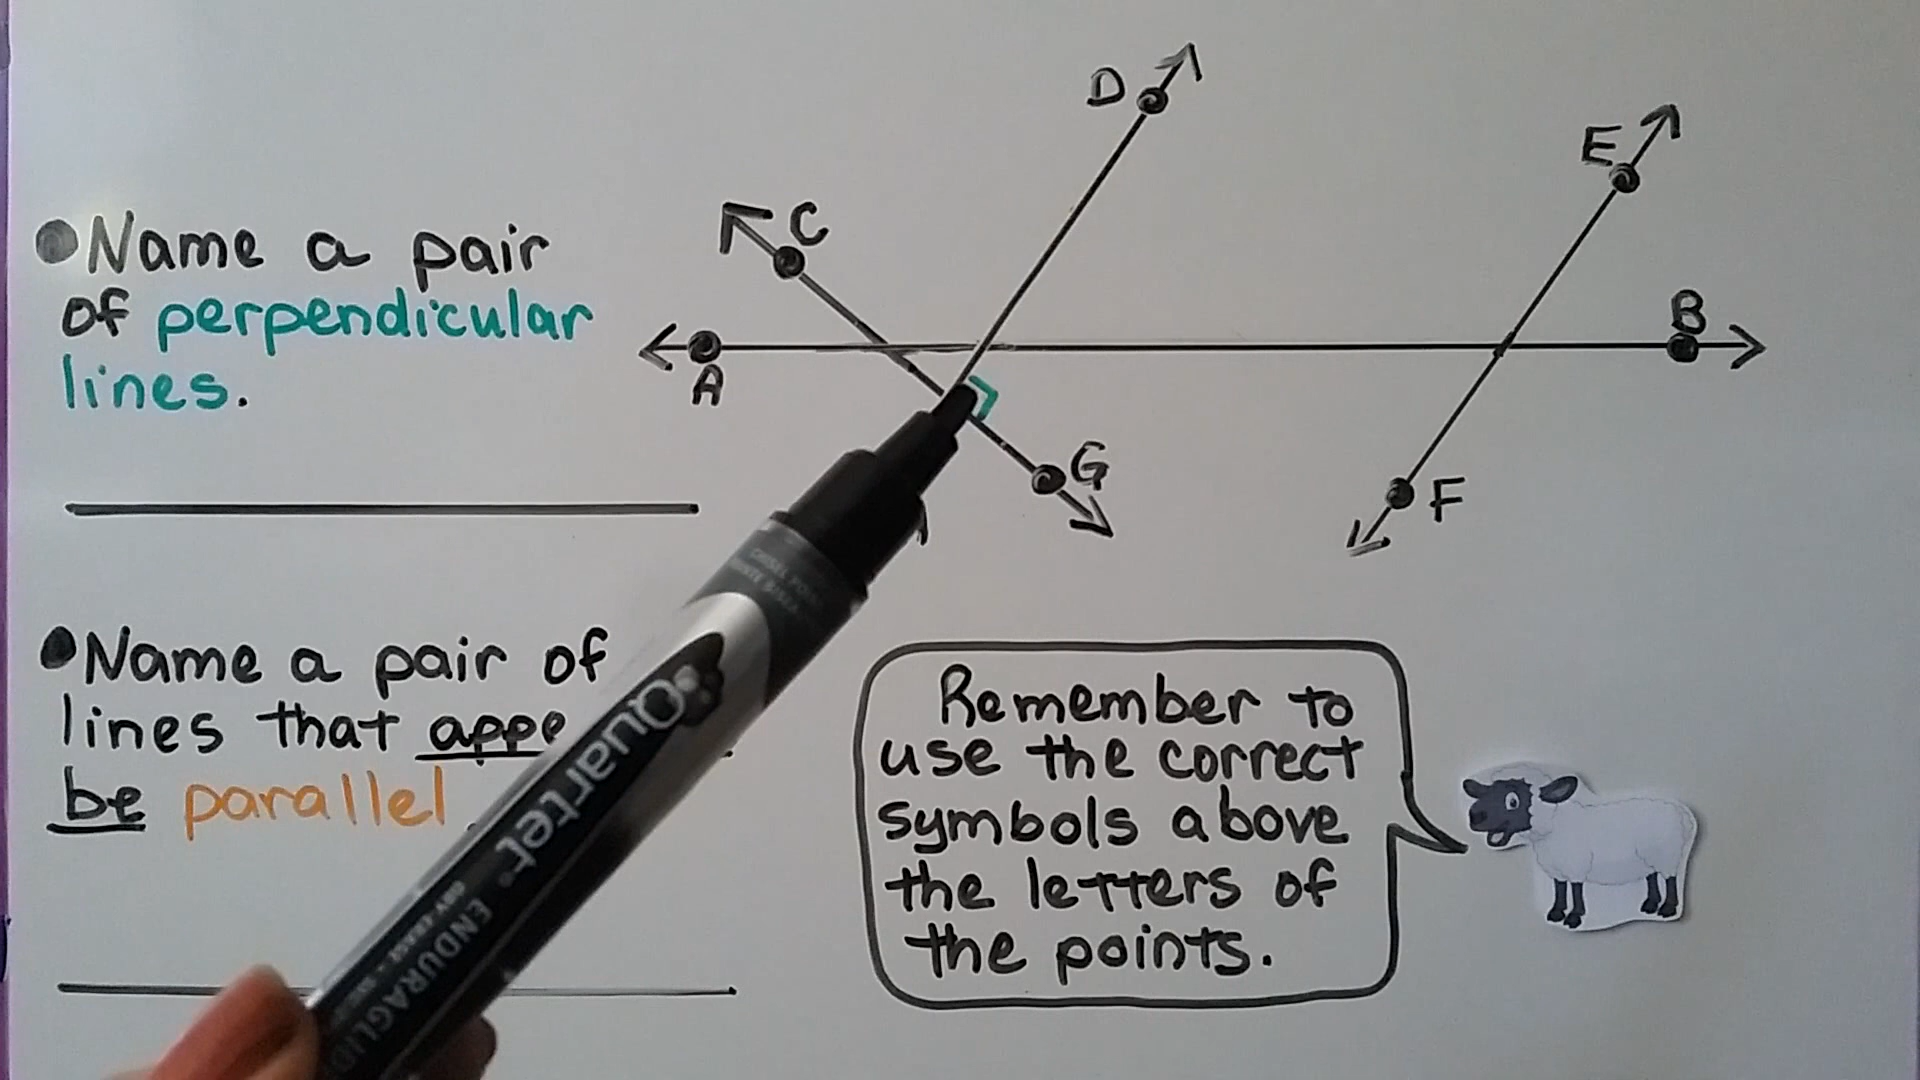 Name a pair
of perpendicular
lines.
D
E
C
B
A
G
F
Name a pair of
lines that appe
be parallel.
Remember to
use the correct
symbols above
the letters of
the points.
Quartet
ENDURAGLIDE